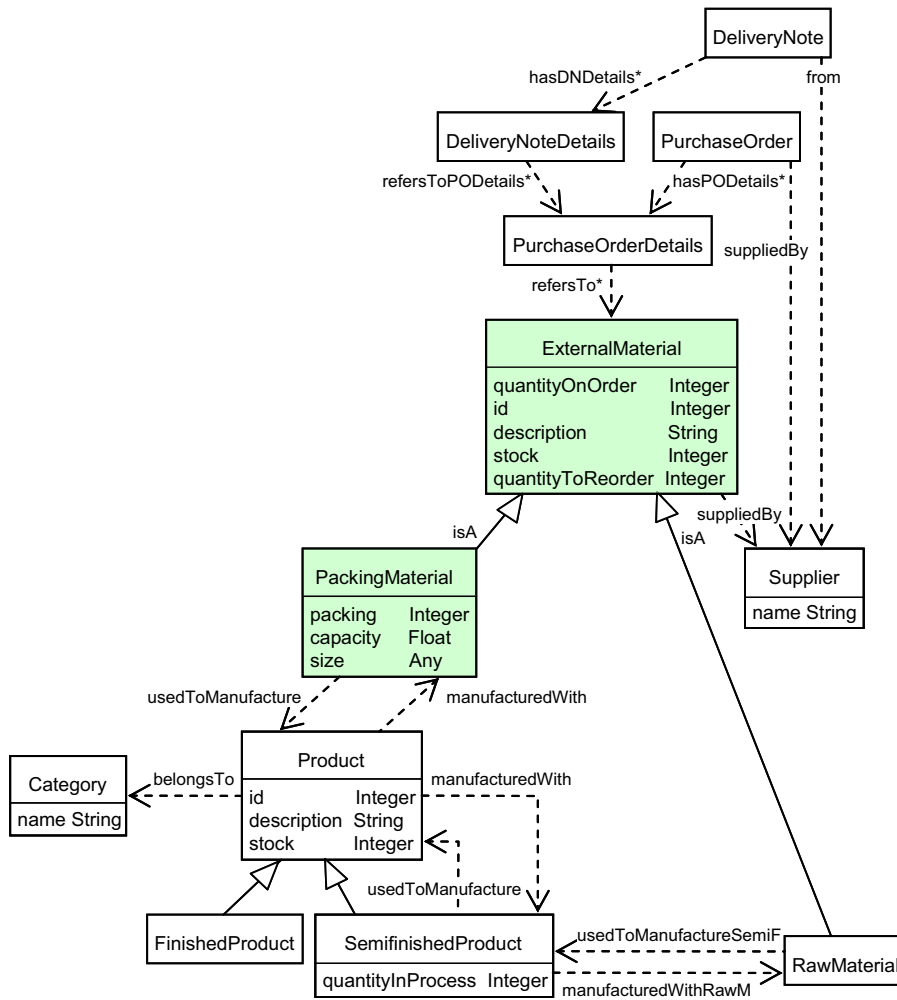 DeliveryNote
hasDNDetails*
from
DeliveryNoteDetails
PurchaseOrder
refersToPODetails*
hasPODetails*
PurchaseOrderDetails
suppliedBy
refersTo*
ExternalMaterial
quantityOnOrder Integer
id Integer
description String
stock Integer
quantityToReorder Integer
suppliedBy
isA
isA
PackingMaterial
Supplier
packing Integer
name String
capacity Float
size Any
usedToManufacture
manufacturedWith
Product
Category
belongsTo
manufacturedWith
id Integer
name String
description String
stock Integer
usedToManufacture
FinishedProduct
SemifinishedProduct
usedToManufactureSemiF
RawMaterial
quantityInProcess Integer
manufacturedWithRawM